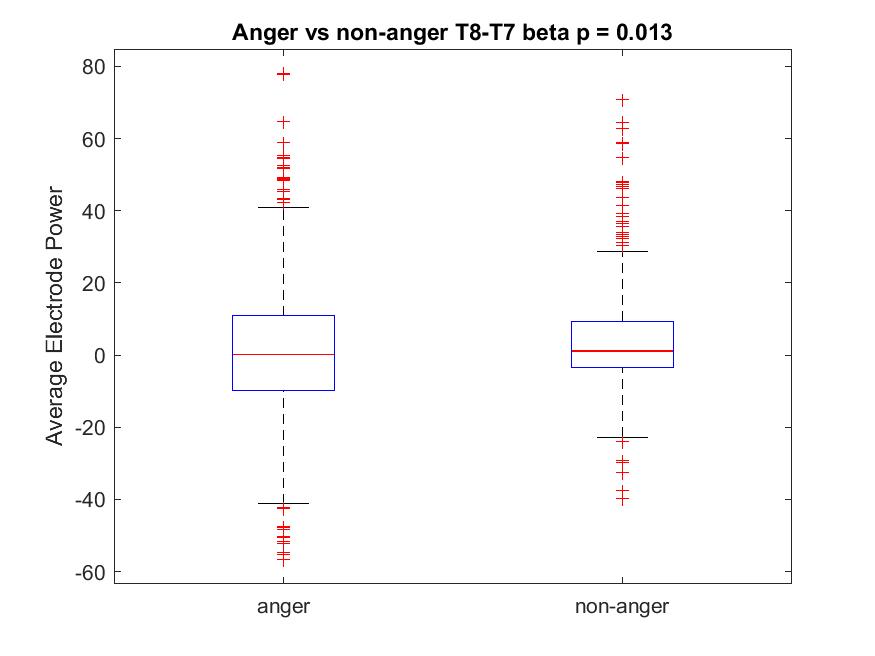 Anger vs non-anger T8-T7 beta p = 0.013
Average Electrode Power
80
60
40
20
0
-20
-40
-60
anger
non-anger